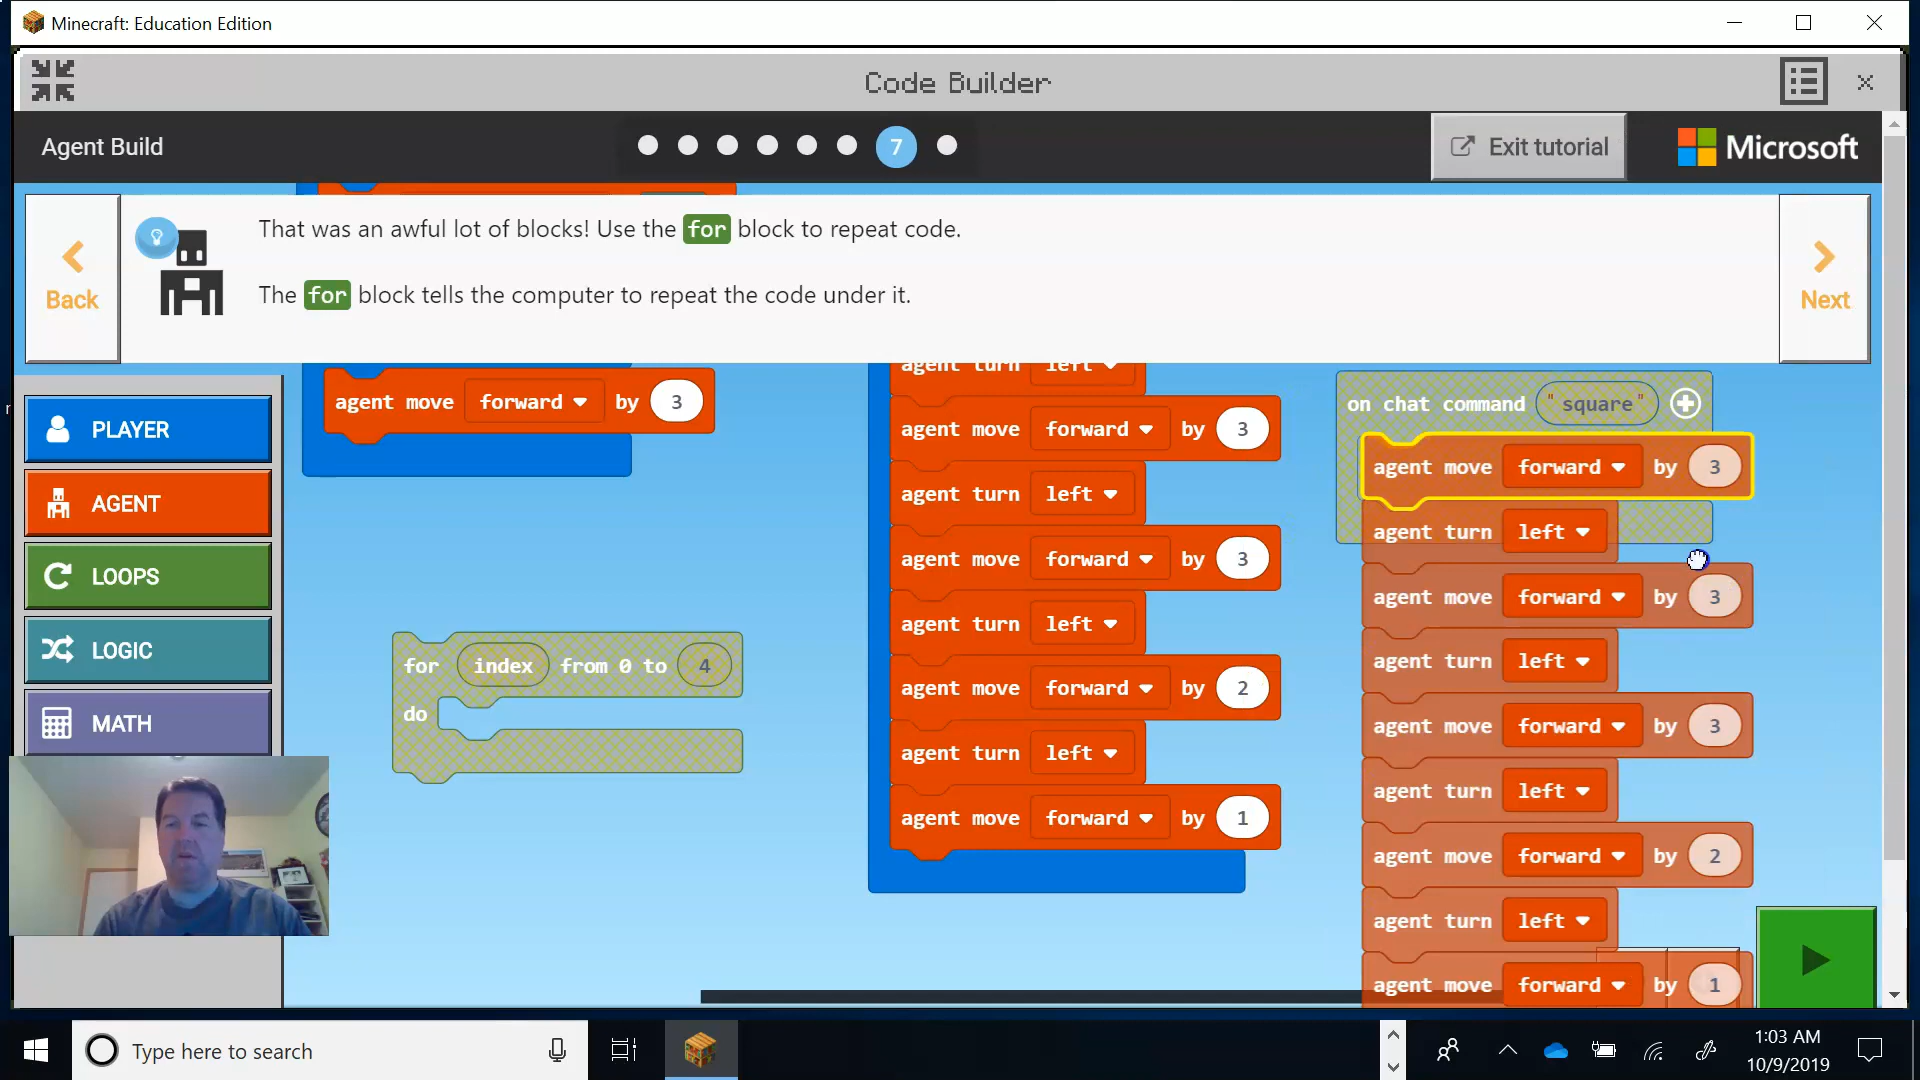 Minecraft: Education Edition
Code Builder
Agent Build
7
Exit tutorial
Microsoft
Back
That was an awful lot of blocks! Use the for block to repeat code.
The for block tells the computer to repeat the code under it.
Next
PLAYER
AGENT
LOOPS
LOGIC
MATH
agent move forward by 3
for index from 0 to 4
do
agent turn left
agent move forward by 3
agent turn left
agent move forward by 3
agent turn left
agent move forward by 2
agent turn left
agent move forward by 1
on chat command "square"
agent move forward by 3
agent turn left
agent move forward by 3
agent turn left
agent move forward by 3
agent turn left
agent move forward by 2
agent turn left
agent move forward by 1
Type here to search
1:03 AM
10/9/2019